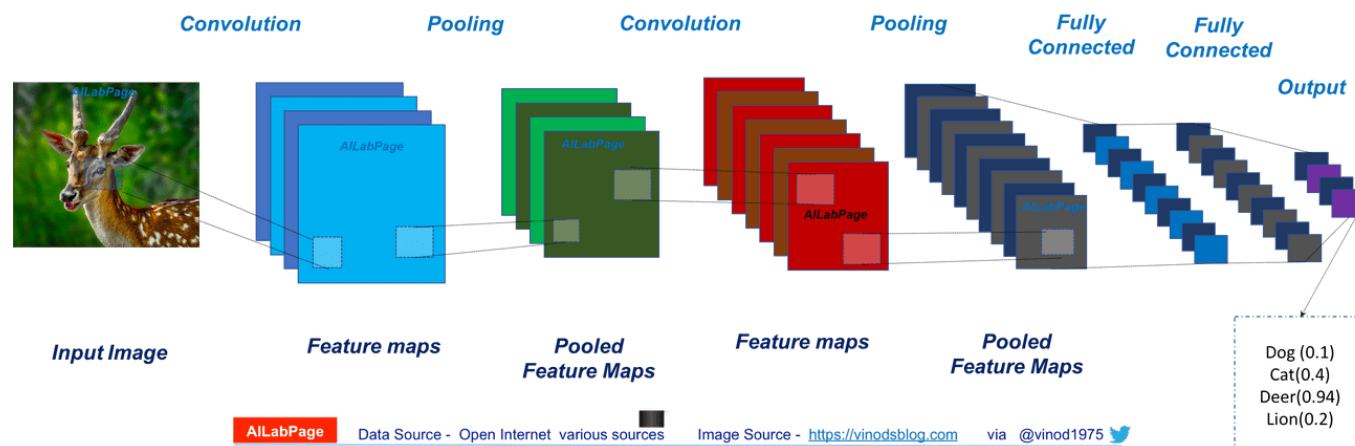 Convolution
Pooling
Convolution
Pooling
Fully
Connected
Fully
Connected
Output
AILabPage
AILabPage
AILabPage
AILabPage
AILabPage
Input Image
Feature maps
Pooled
Feature Maps
Feature maps
Pooled
Feature Maps
Dog (0.1)
Cat(0.4)
Deer(0.94)
Lion(0.2)
AILabPage
Data Source - Open Internet various sources
Image Source - https://vinodsblog.com via @vinod1975